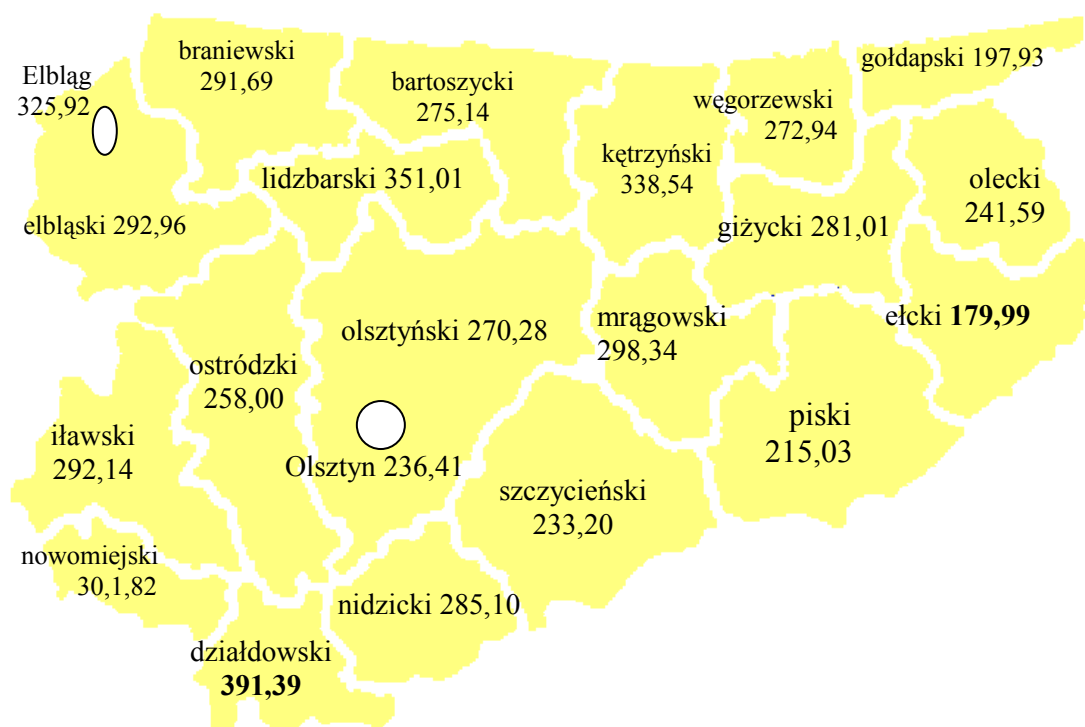 braniewski
291,69
gołdapski 197,93
Elbląg
325,92
bartoszycki
275,14
węgorzewski
272,94
kętrzyński
338,54
lidzbarski 351,01
olecki
241,59
elbląski 292,96
giżycki 281,01
ełcki 179,99
mrągowski
298,34
olsztyński 270,28
ostródzki
258,00
piski
215,03
iławski
292,14
Olsztyn 236,41
szczycieński
233,20
nowomiejski
30,1,82
nidzicki 285,10
działdowski
391,39